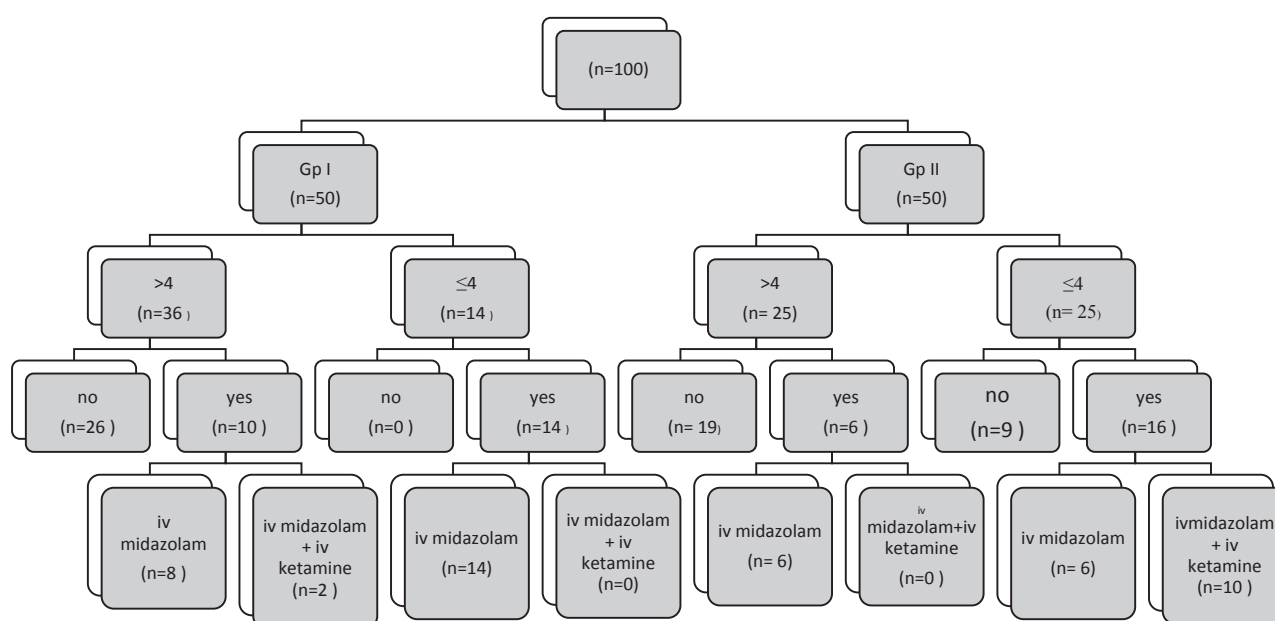 (n=100)
Gp I
(n=50)
Gp II
(n=50)
>4
(n=36 )
≤4
(n=14 )
>4
(n= 25)
≤4
(n= 25)
no
(n=26 )
yes
(n=10 )
no
(n=0 )
yes
(n=14 )
no
(n= 19)
yes
(n=6 )
no
(n=9 )
yes
(n=16 )
iv
midazolam
(n=8 )
iv midazolam
+ iv
ketamine
(n=2 )
iv midazolam
(n=14)
iv midazolam
+ iv
ketamine
(n=0)
iv midazolam
(n= 6)
iv
midazolam+iv
ketamine
(n=0 )
iv midazolam
(n= 6)
ivmidazolam
+ iv
ketamine
(n=10 )